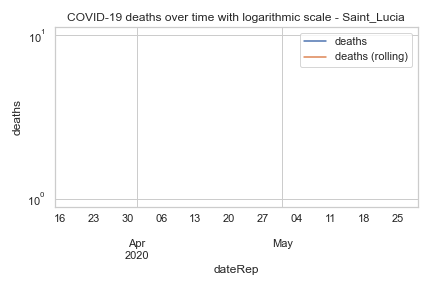 COVID-19 deaths over time with logarithmic scale - Saint_Lucia
10¹
deaths
deaths (rolling)
deaths
10⁰
16 23 30 06 13 20 27 04 11 18 25
Apr May
2020
dateRep